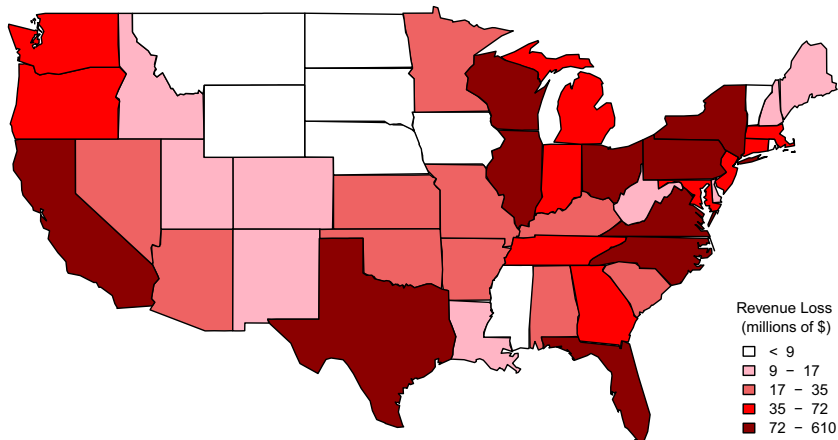 Revenue Loss
(millions of $)
< 9
9 − 17
17 − 35
35 − 72
72 − 610